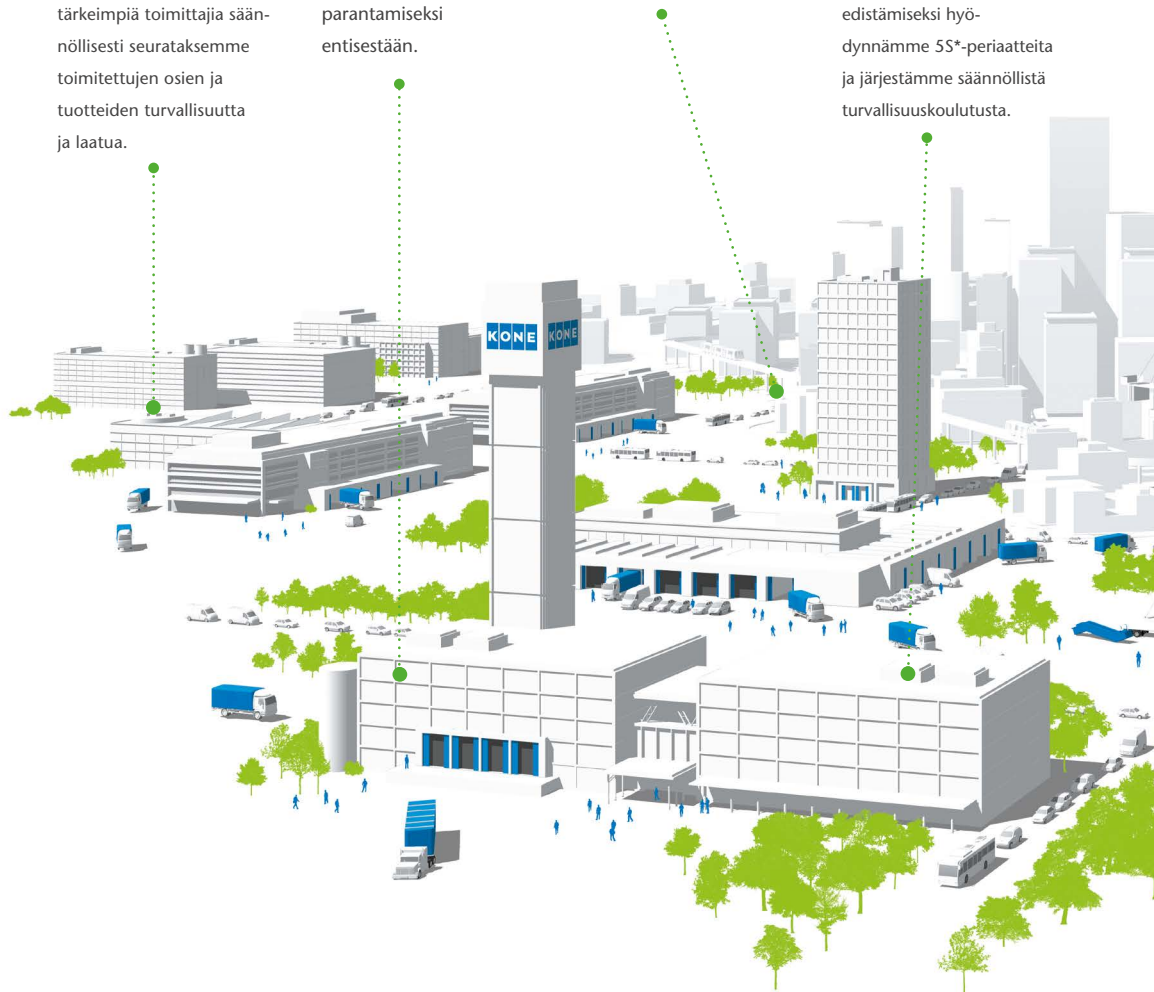 tärkeimpiä toimittajia sään-
nöllisesti seurataksemme
toimitettujen osien ja
tuotteiden turvallisuutta
ja laatua.
parantamiseksi
entisestään.
edistämiseksi hyö-
dynnämme 5S*-periaatteita
ja järjestämme säännöllistä
turvallisuuskoulutusta.
KONE
KONE